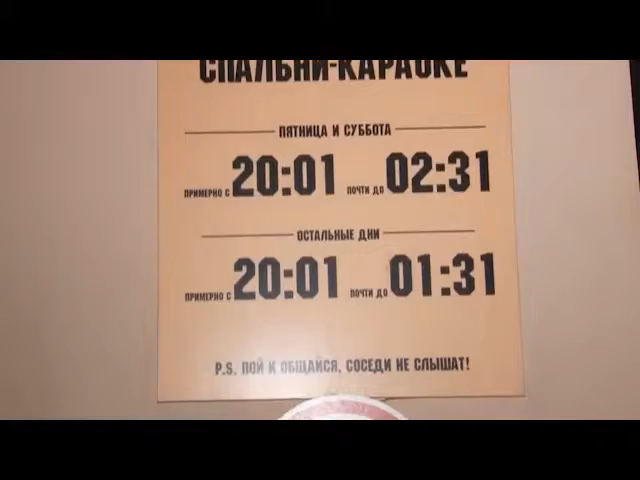 СПАЛЬНИ-КАРАОКЕ
ПЯТНИЦА И СУББОТА
ПРИМЕРНО С 20:01 ПОЧТИ ДО 02:31
ОСТАЛЬНЫЕ ДНИ
ПРИМЕРНО С 20:01 ПОЧТИ ДО 01:31
P.S. ПОЙ И ОБЩАЙСЯ, СОСЕДИ НЕ СЛЫШАТ!